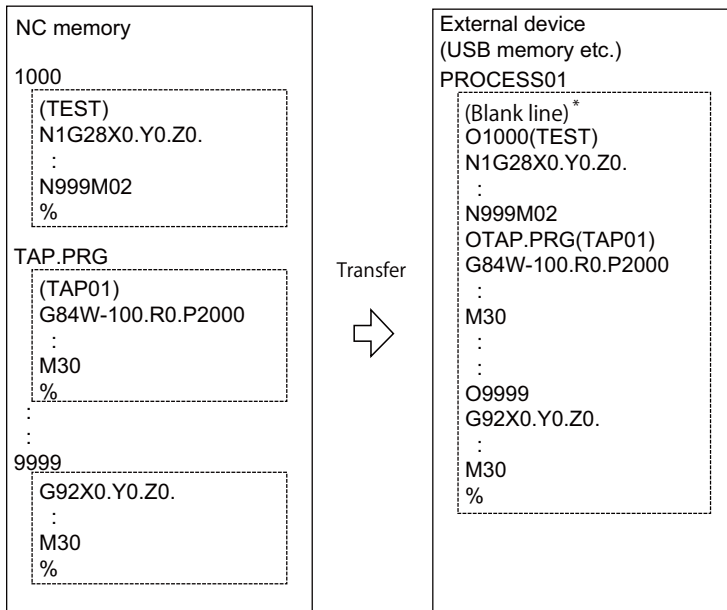 NC memory
1000
(TEST)
N1G28X0.Y0.Z0.
:
N999M02
%
TAP.PRG
(TAP01)
G84W-100.R0.P2000
:
M30
%
:
:
9999
G92X0.Y0.Z0.
:
M30
%
Transfer
External device
(USB memory etc.)
PROCESS01
(Blank line) *
O1000(TEST)
N1G28X0.Y0.Z0.
:
N999M02
OTAP.PRG(TAP01)
G84W-100.R0.P2000
:
M30
:
:
O9999
G92X0.Y0.Z0.
:
M30
%